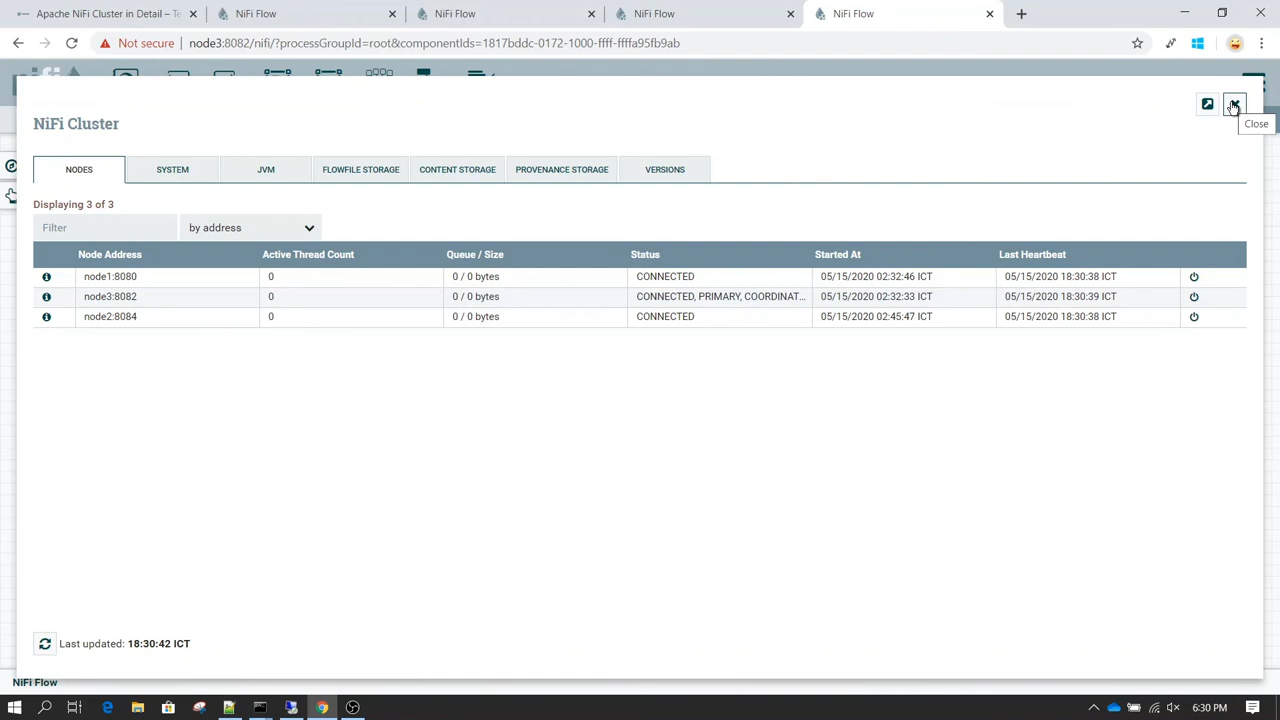 Apache NiFi Cluster in Detail – Te
NiFi Flow
NiFi Flow
NiFi Flow
NiFi Flow
Not secure
node3:8082/nifi/?processGroupId=root&componentIds=1817bddc-0172-1000-ffff-ffffa95fb9ab
Close
NiFi Cluster
NODES
SYSTEM
JVM
FLOWFILE STORAGE
CONTENT STORAGE
PROVENANCE STORAGE
VERSIONS
Displaying 3 of 3
Filter
by address
Node Address Active Thread Count Queue / Size Status Started At Last Heartbeat
node1:8080 0 0 / 0 bytes CONNECTED 05/15/2020 02:32:46 ICT 05/15/2020 18:30:38 ICT
node3:8082 0 0 / 0 bytes CONNECTED, PRIMARY, COORDINAT... 05/15/2020 02:32:33 ICT 05/15/2020 18:30:39 ICT
node2:8084 0 0 / 0 bytes CONNECTED 05/15/2020 02:45:47 ICT 05/15/2020 18:30:38 ICT
Last updated: 18:30:42 ICT
NiFi Flow
6:30 PM